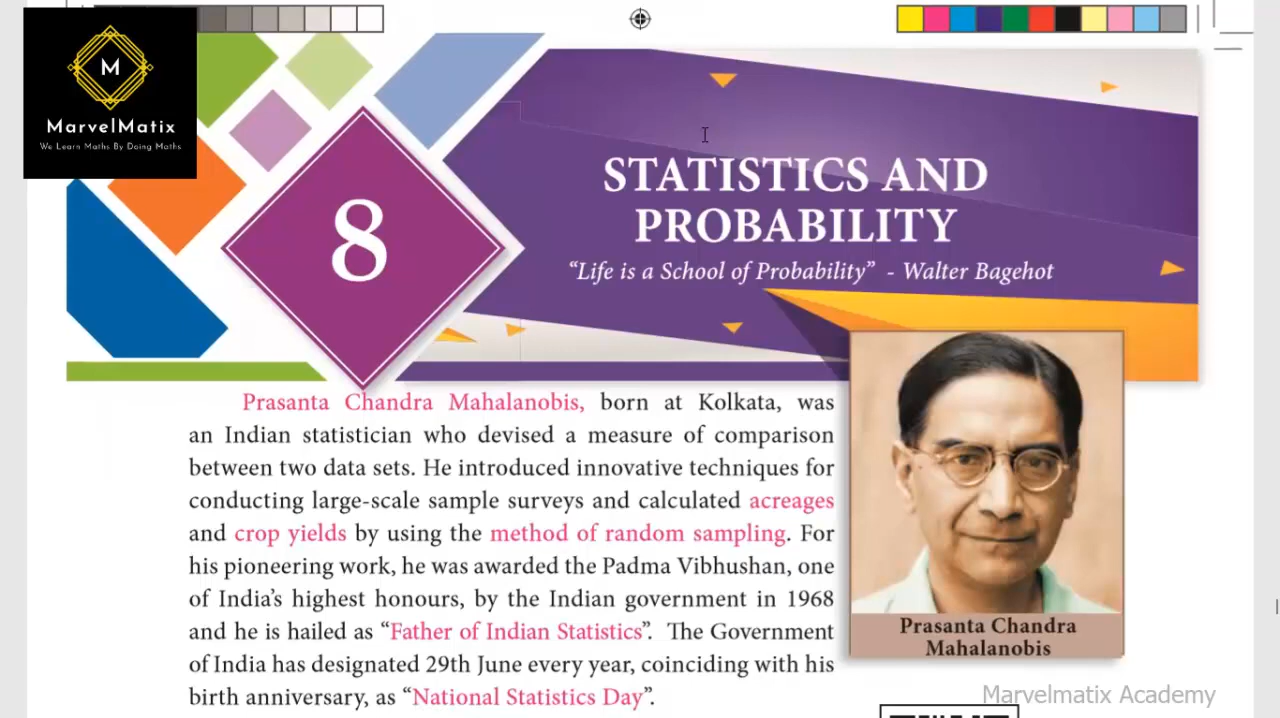 M
MarvelMatix
We Learn Maths By Doing Maths
8
STATISTICS AND
PROBABILITY
“Life is a School of Probability” - Walter Bagehot
Prasanta Chandra Mahalanobis, born at Kolkata, was
an Indian statistician who devised a measure of comparison
between two data sets. He introduced innovative techniques for
conducting large-scale sample surveys and calculated acreages
and crop yields by using the method of random sampling. For
his pioneering work, he was awarded the Padma Vibhushan, one
of India’s highest honours, by the Indian government in 1968
and he is hailed as “Father of Indian Statistics”. The Government
of India has designated 29th June every year, coinciding with his
birth anniversary, as “National Statistics Day”.
Prasanta Chandra
Mahalanobis
Marvelmatix Academy